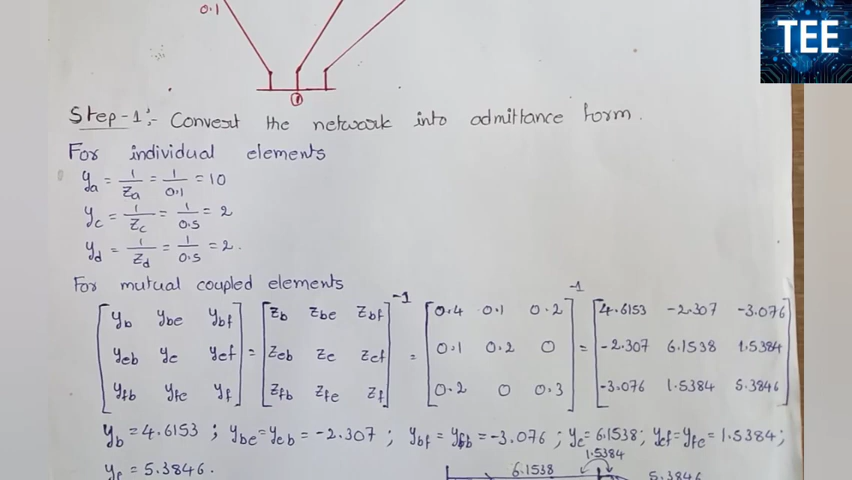 TEE
0.1
①
Step-1:- Convert the network into admittance form.
For individual elements
ya = 1/Za = 1/0.1 = 10
yc = 1/Zc = 1/0.5 = 2
yd = 1/Zd = 1/0.5 = 2.
For mutual coupled elements
[yb ybe ybf] = [Zb Zbe Zbf]-1 = [0.4 0.1 0.2]-1 = [4.6153 -2.307 -3.076]
[yeb ye yef] [Zeb Ze Zef] [0.1 0.2 0] [-2.307 6.1538 1.5384]
[yfb yfe yf] [Zfb Zfe Zf] [0.2 0 0.3] [-3.076 1.5384 5.3846]
yb = 4.6153 ; ybe = yeb = -2.307 ; ybf = yfb = -3.076 ; ye = 6.1538 ; yef = yfe = 1.5384 ;
yf = 5.3846.
1.5384
6.1538
5.3846